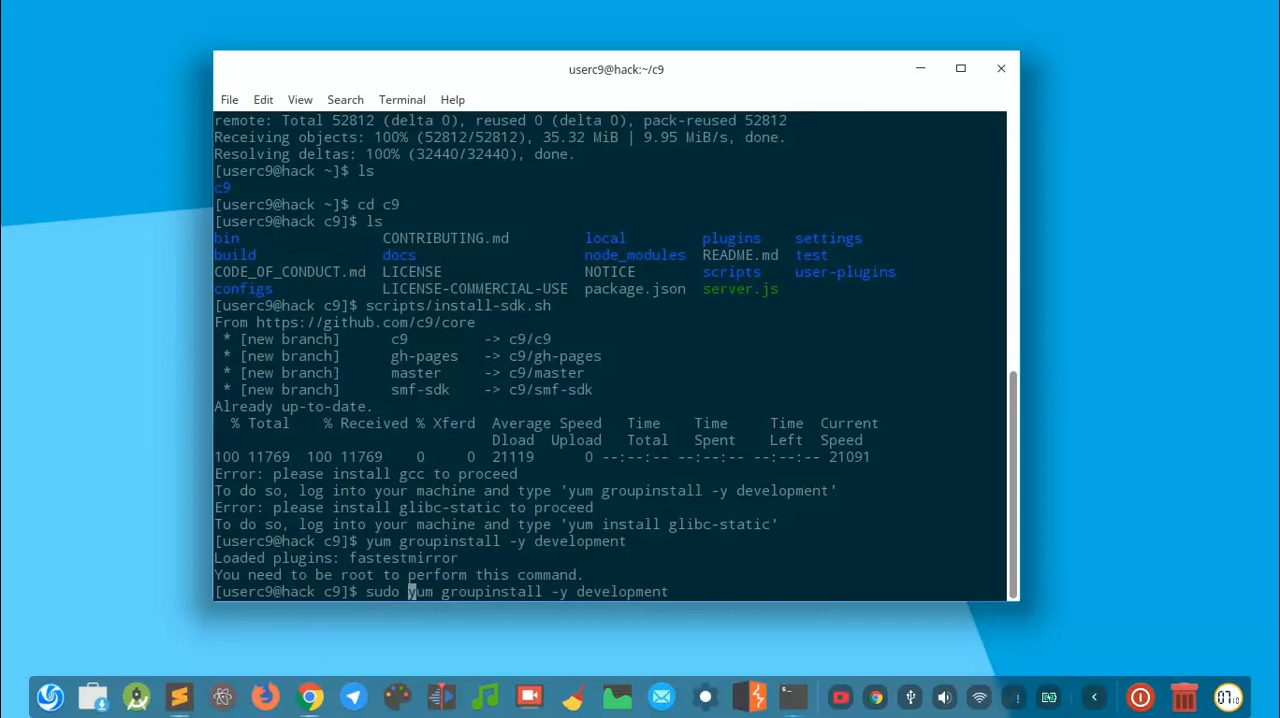 userc9@hack:~/c9
File Edit View Search Terminal Help
remote: Total 52812 (delta 0), reused 0 (delta 0), pack-reused 52812
Receiving objects: 100% (52812/52812), 35.32 MiB | 9.95 MiB/s, done.
Resolving deltas: 100% (32440/32440), done.
[userc9@hack ~]$ ls
c9
[userc9@hack ~]$ cd c9
[userc9@hack c9]$ ls
bin CONTRIBUTING.md local plugins settings
build docs node_modules README.md test
CODE_OF_CONDUCT.md LICENSE NOTICE scripts user-plugins
configs LICENSE-COMMERCIAL-USE package.json server.js
[userc9@hack c9]$ scripts/install-sdk.sh
From https://github.com/c9/core
* [new branch] c9 -> c9/c9
* [new branch] gh-pages -> c9/gh-pages
* [new branch] master -> c9/master
* [new branch] smf-sdk -> c9/smf-sdk
Already up-to-date.
% Total % Received % Xferd Average Speed Time Time Time Current
Dload Upload Total Spent Left Speed
100 11769 100 11769 0 0 21119 0 --:--:-- --:--:-- --:--:-- 21091
Error: please install gcc to proceed
To do so, log into your machine and type 'yum groupinstall -y development'
Error: please install glibc-static to proceed
To do so, log into your machine and type 'yum install glibc-static'
[userc9@hack c9]$ yum groupinstall -y development
Loaded plugins: fastestmirror
You need to be root to perform this command.
[userc9@hack c9]$ sudo yum groupinstall -y development